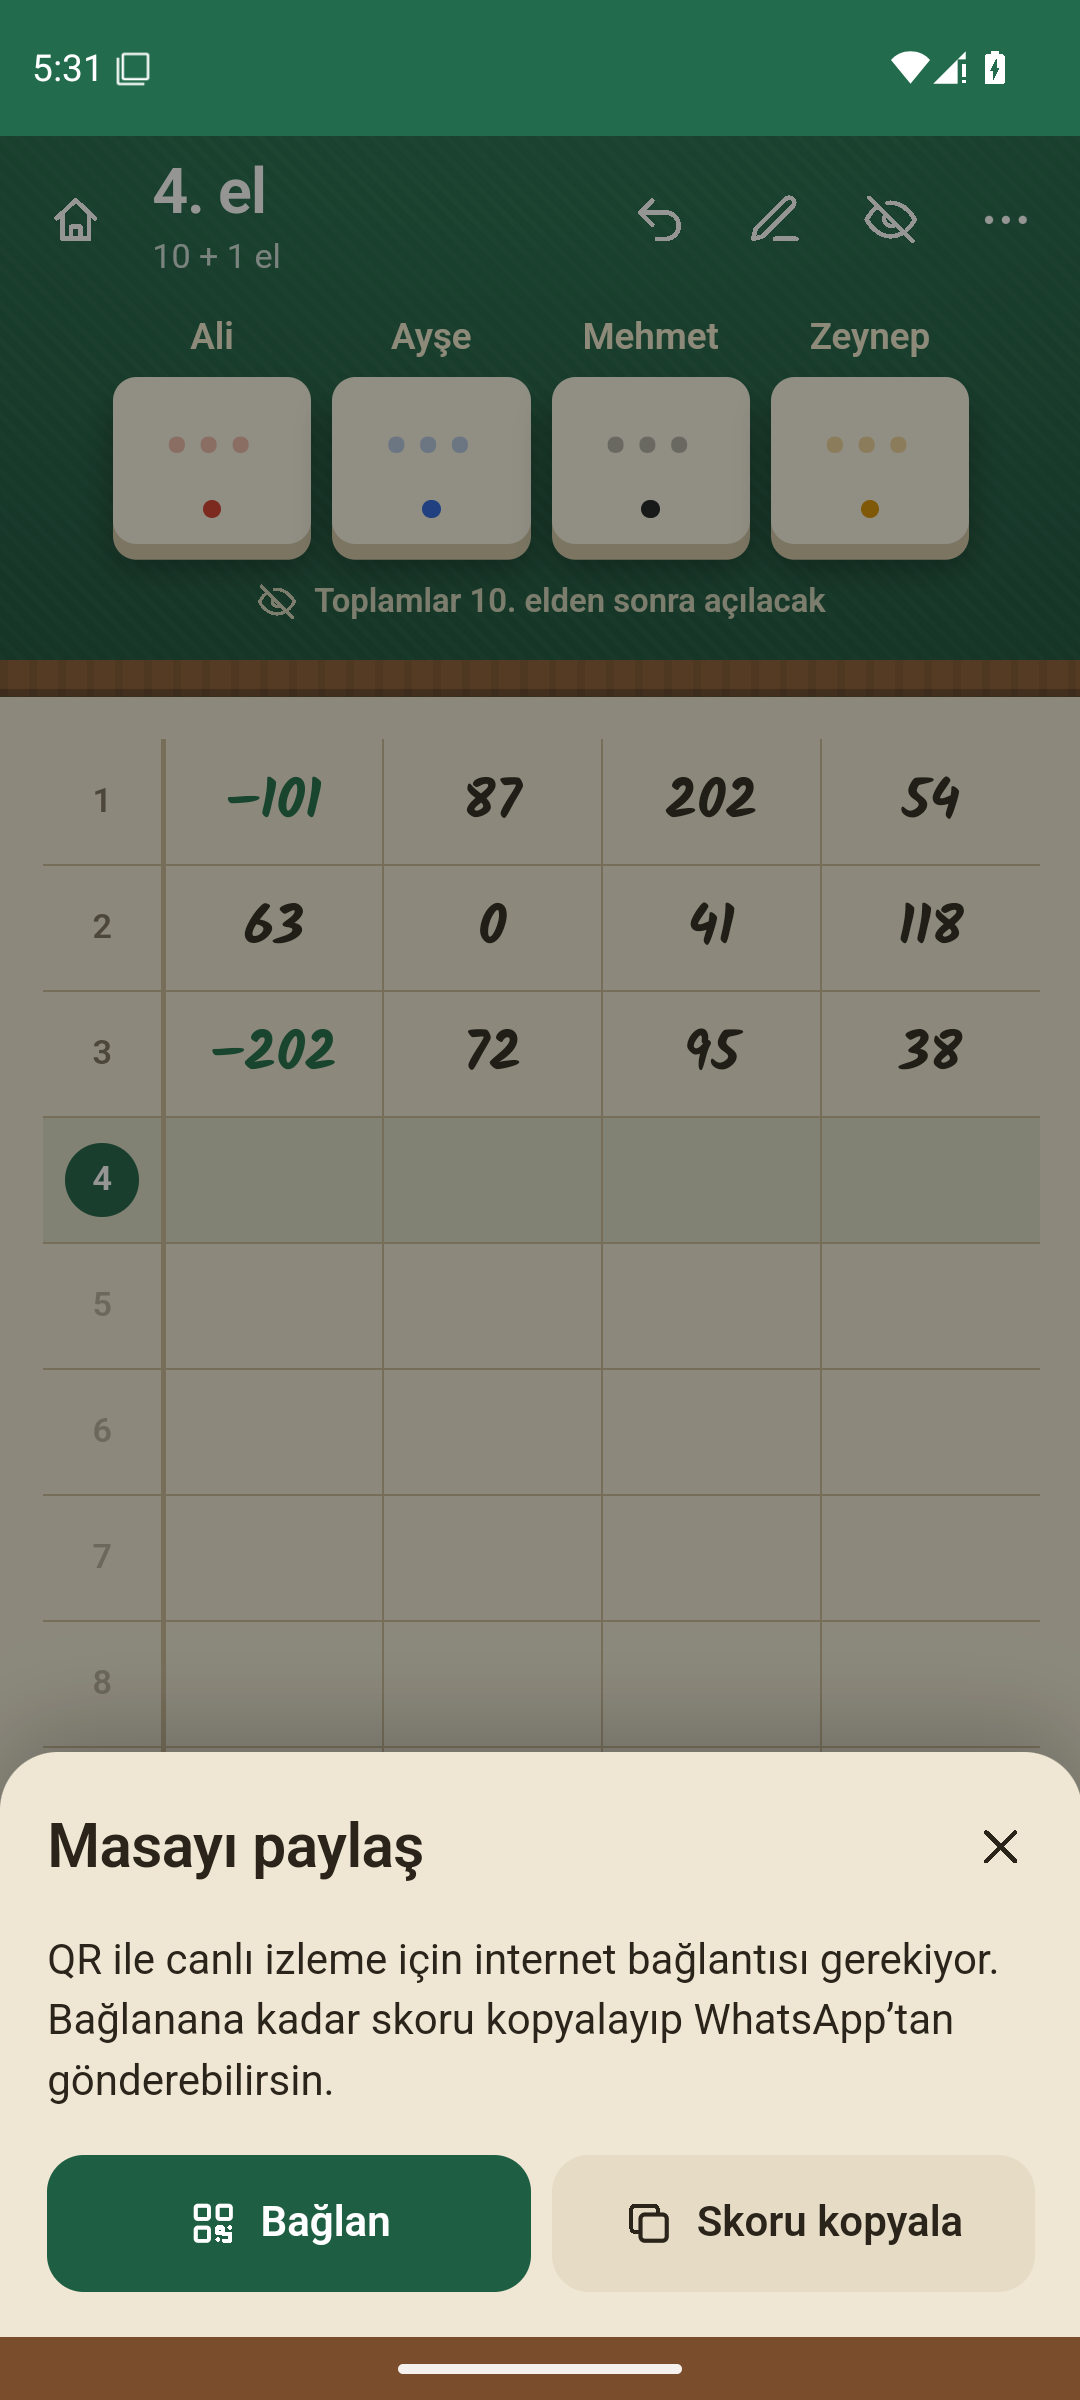 5:31
4. el
10 + 1 el
Ali Ayşe Mehmet Zeynep
Toplamlar 10. elden sonra açılacak
1 –101 87 202 54
2 63 0 41 118
3 –202 72 95 38
4
5
6
7
8
Masayı paylaş
QR ile canlı izleme için internet bağlantısı gerekiyor.
Bağlanana kadar skoru kopyalayıp WhatsApp’tan
gönderebilirsin.
Bağlan Skoru kopyala